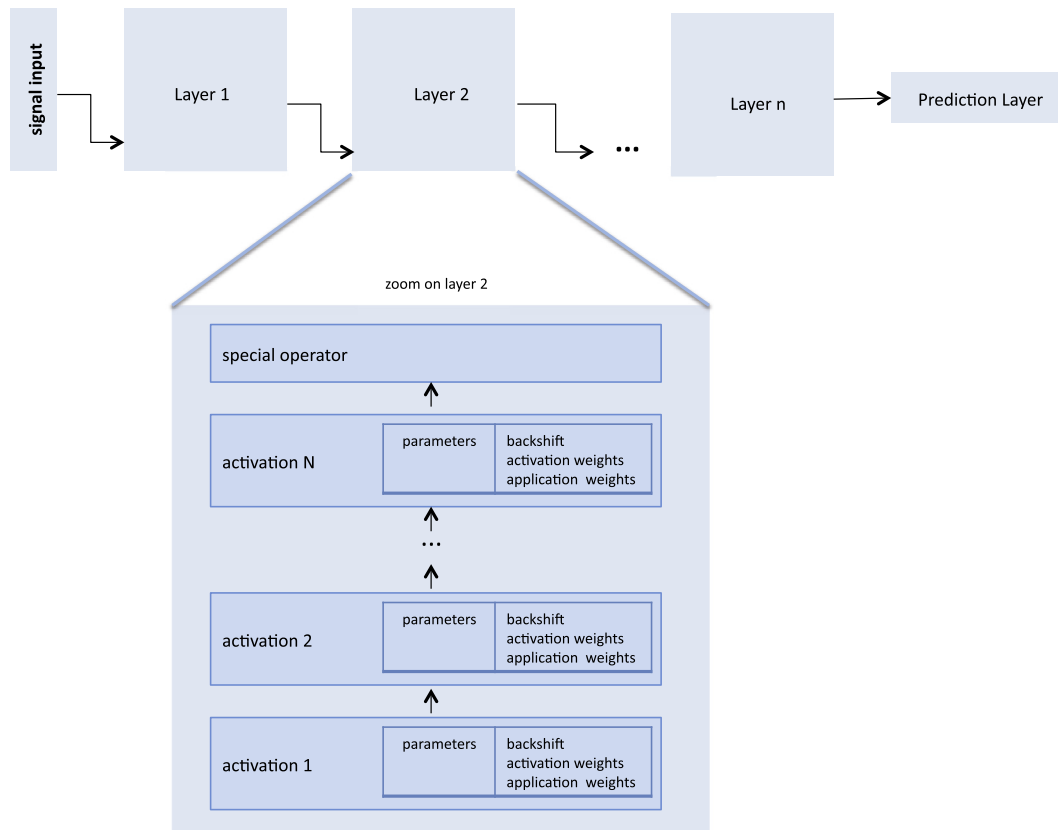 signal input
Layer 1
Layer 2
...
Layer n
Prediction Layer
zoom on layer 2
special operator
activation N
parameters
backshift
activation weights
application weights
...
activation 2
parameters
backshift
activation weights
application weights
activation 1
parameters
backshift
activation weights
application weights